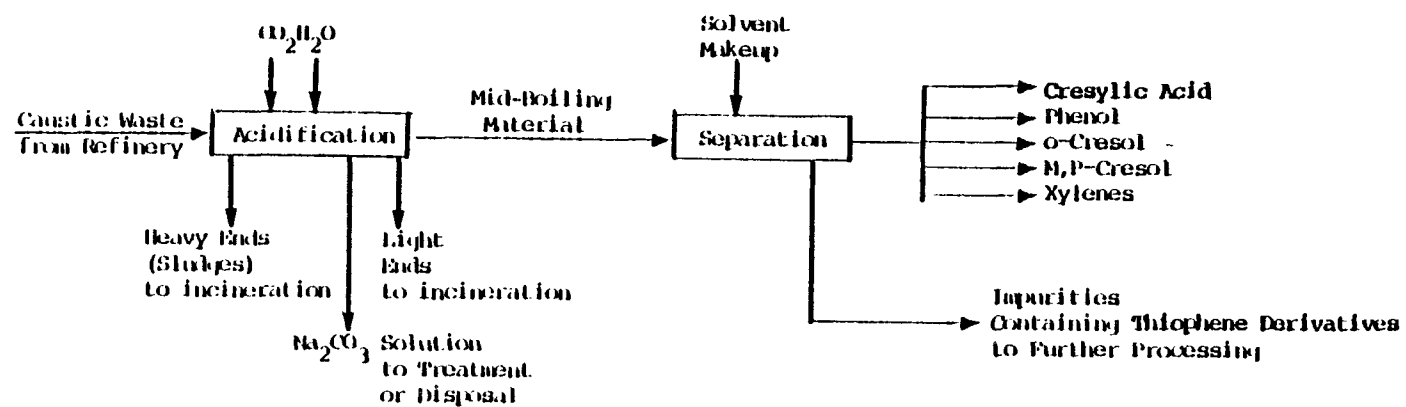 CO2H2O
Solvent
Makeup
Caustic Waste
from Refinery
Acidification
Mid-Boiling
Material
Separation
Cresylic Acid
Phenol
o-Cresol
M,P-Cresol
Xylenes
Heavy Ends
(Sludges)
to incineration
Light
Ends
to incineration
Na2CO3 Solution
to Treatment
or Disposal
Impurities
Containing Thiophene Derivatives
to Further Processing